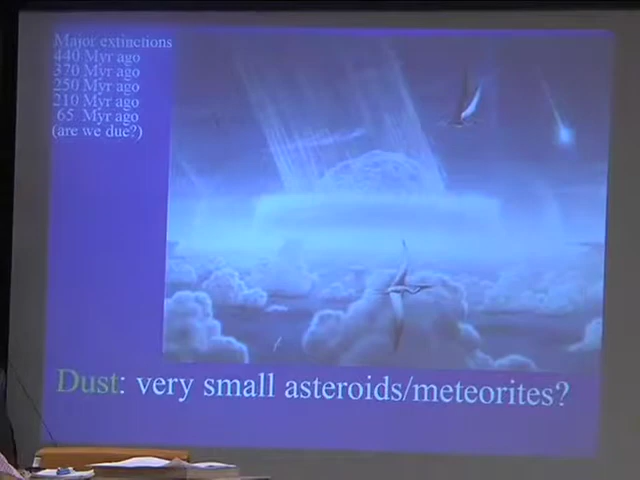 Major extinctions
440 Myr ago
370 Myr ago
250 Myr ago
210 Myr ago
65 Myr ago
(are we due?)
Dust: very small asteroids/meteorites?